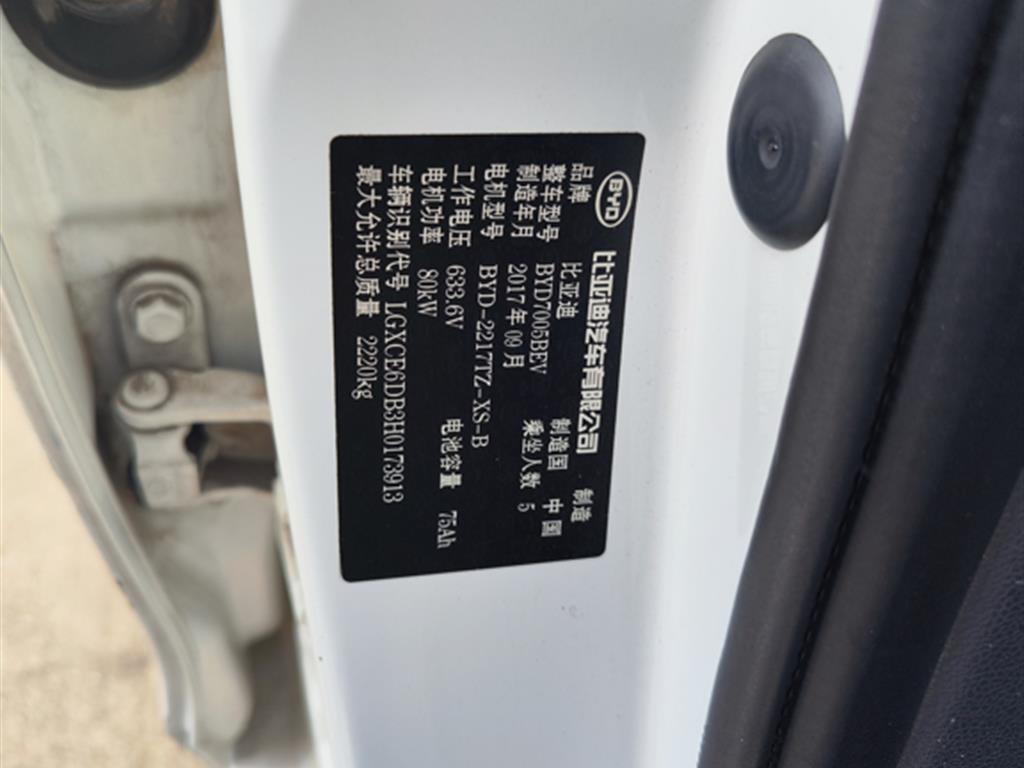 BYD 比亚迪汽车有限公司 制造
品牌 比亚迪 制造国 中国
整车型号 BYD7005BEV 乘坐人数 5
制造年月 2017年09月
电机型号 BYD-2217TZ-XS-B
工作电压 633.6V 电池容量 75Ah
电机功率 80kW
车辆识别代号 LGXCE6DB3H0173913
最大允许总质量 2220kg